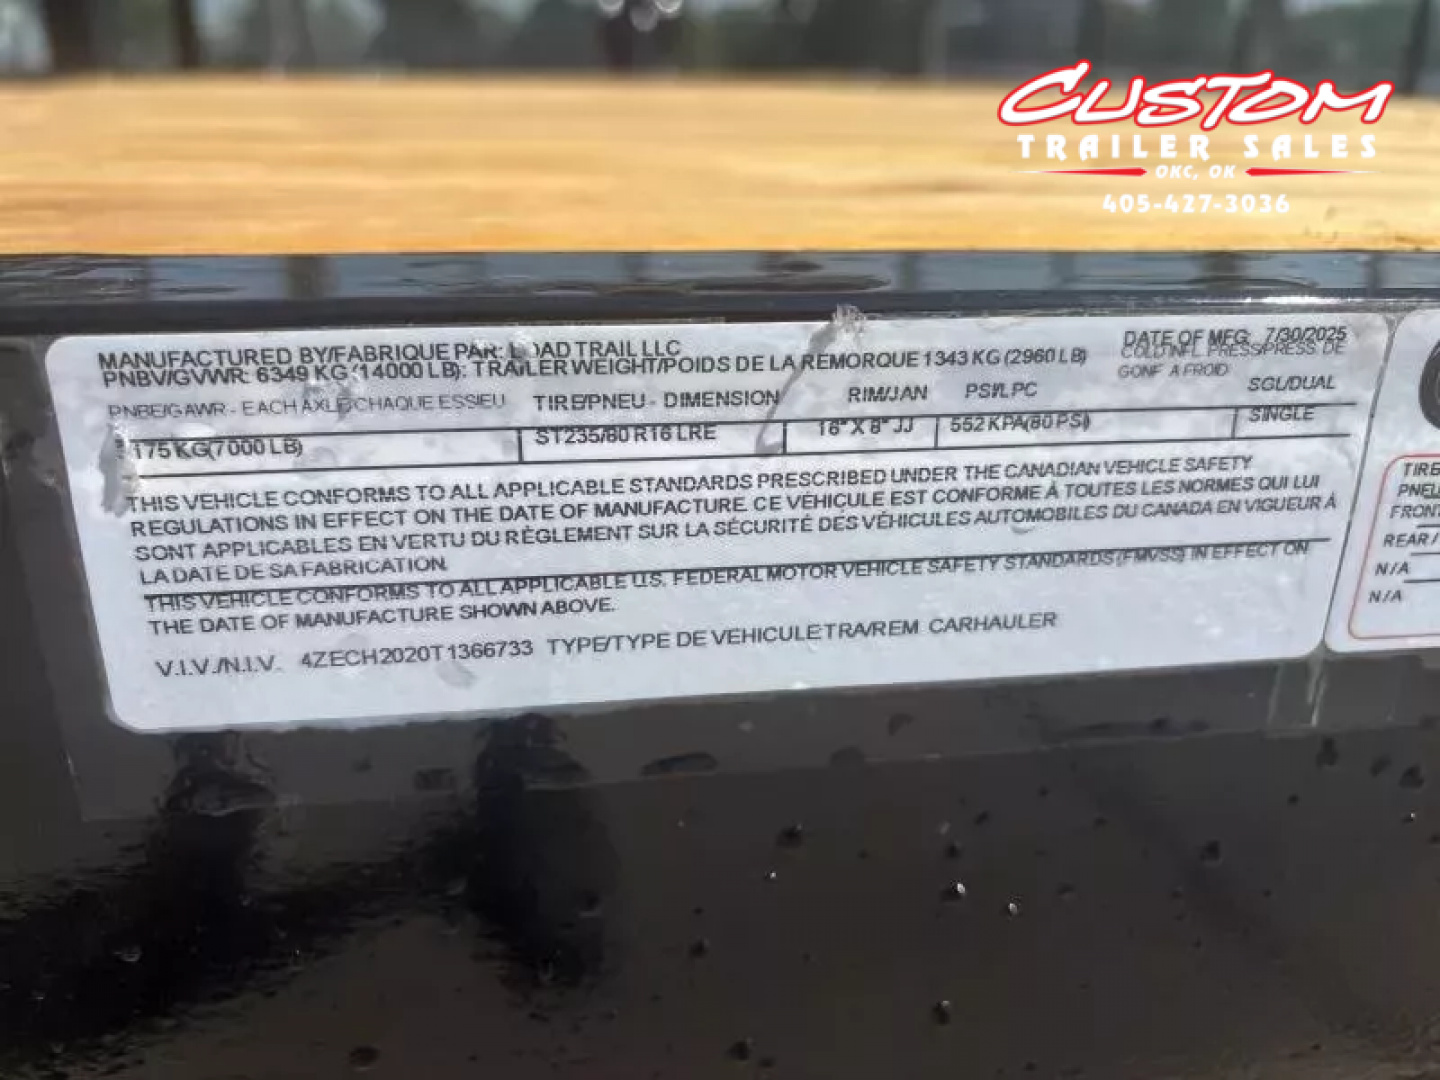 CUSTOM
TRAILER SALES
OKC, OK
405-427-3036
MANUFACTURED BY/FABRIQUE PAR: LOAD TRAIL LLC
DATE OF MFG: 7/30/2025
PNBV/GVWR: 6349 KG (14000 LB): TRAILER WEIGHT/POIDS DE LA REMORQUE 1343 KG (2960 LB)
COLD INFL. PRESS/PRESS. DE
GONF. A FROID
PNBE/GAWR - EACH AXLE/CHAQUE ESSIEU TIRE/PNEU - DIMENSION RIM/JAN PSI/LPC SGL/DUAL
175 KG(7000 LB) ST235/80 R16 LRE 16" X 8" JJ 552 KPA(80 PSI) SINGLE
THIS VEHICLE CONFORMS TO ALL APPLICABLE STANDARDS PRESCRIBED UNDER THE CANADIAN VEHICLE SAFETY
REGULATIONS IN EFFECT ON THE DATE OF MANUFACTURE. CE VÉHICULE EST CONFORME À TOUTES LES NORMES QUI LUI
SONT APPLICABLES EN VERTU DU RÈGLEMENT SUR LA SÉCURITÉ DES VÉHICULES AUTOMOBILES DU CANADA EN VIGUEUR À
LA DATE DE SA FABRICATION.
THIS VEHICLE CONFORMS TO ALL APPLICABLE U.S. FEDERAL MOTOR VEHICLE SAFETY STANDARDS (FMVSS) IN EFFECT ON
THE DATE OF MANUFACTURE SHOWN ABOVE.
V.I.V./N.I.V. 4ZECH2020T1366733 TYPE/TYPE DE VEHICULE:TRA/REM CARHAULER
TIRE
PNEU
FRONT
REAR/
N/A
N/A